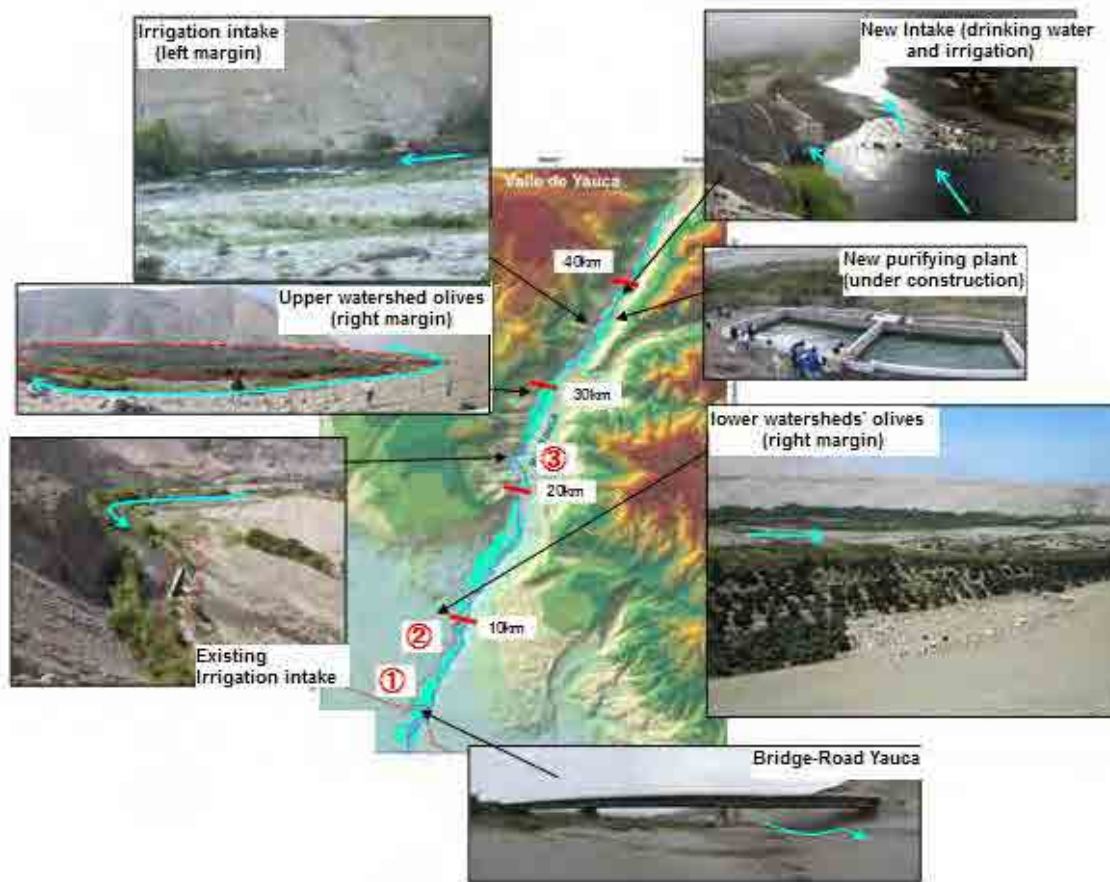 Irrigation intake
(left margin)
New Intake (drinking water
and irrigation)
Valle de Yauca
40km
New purifying plant
(under construction)
Upper watershed olives
(right margin)
30km
lower watersheds' olives
(right margin)
③
20km
②
10km
Existing
Irrigation intake
①
Bridge-Road Yauca